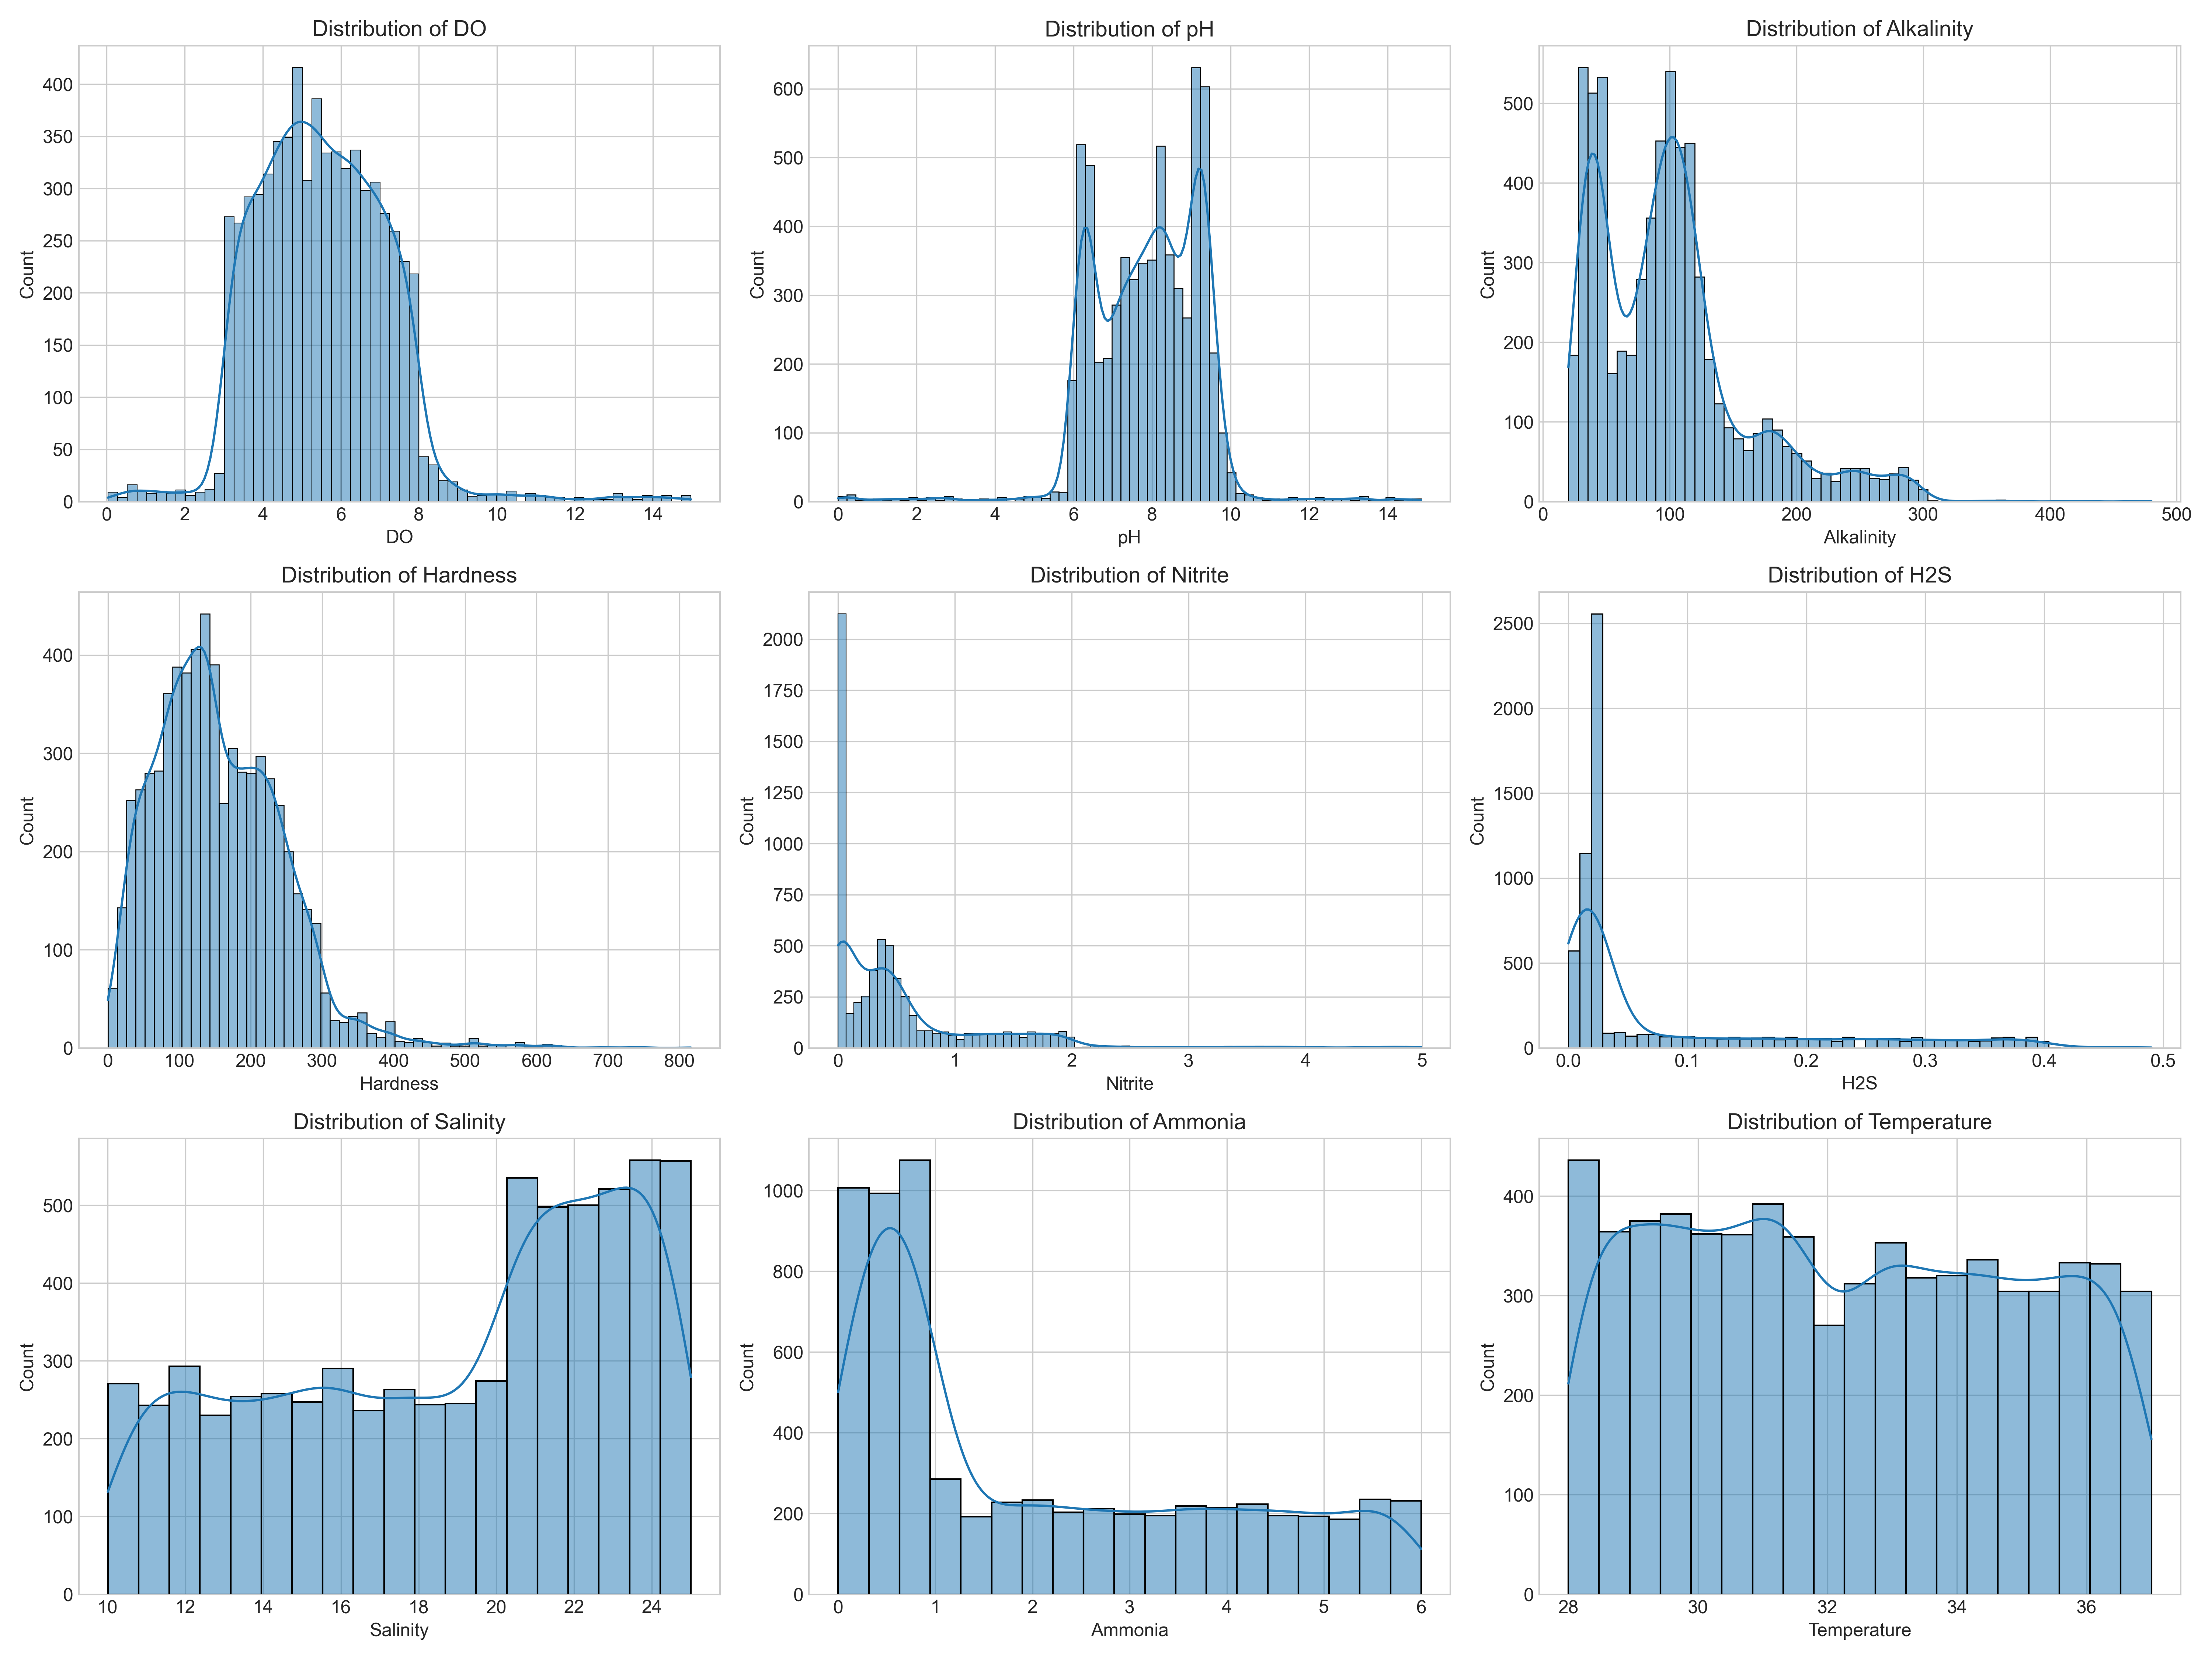 Distribution of DO
400
350
300
250
200
150
100
50
0
Count
0 2 4 6 8 10 12 14
DO
Distribution of pH
600
500
400
300
200
100
0
Count
0 2 4 6 8 10 12 14
pH
Distribution of Alkalinity
500
400
300
200
100
0
Count
0 100 200 300 400 500
Alkalinity
Distribution of Hardness
400
300
200
100
0
Count
0 100 200 300 400 500 600 700 800
Hardness
Distribution of Nitrite
2000
1750
1500
1250
1000
750
500
250
0
Count
0 1 2 3 4 5
Nitrite
Distribution of H2S
2500
2000
1500
1000
500
0
Count
0.0 0.1 0.2 0.3 0.4 0.5
H2S
Distribution of Salinity
500
400
300
200
100
0
Count
10 12 14 16 18 20 22 24
Salinity
Distribution of Ammonia
1000
800
600
400
200
0
Count
0 1 2 3 4 5 6
Ammonia
Distribution of Temperature
400
300
200
100
0
Count
28 30 32 34 36
Temperature